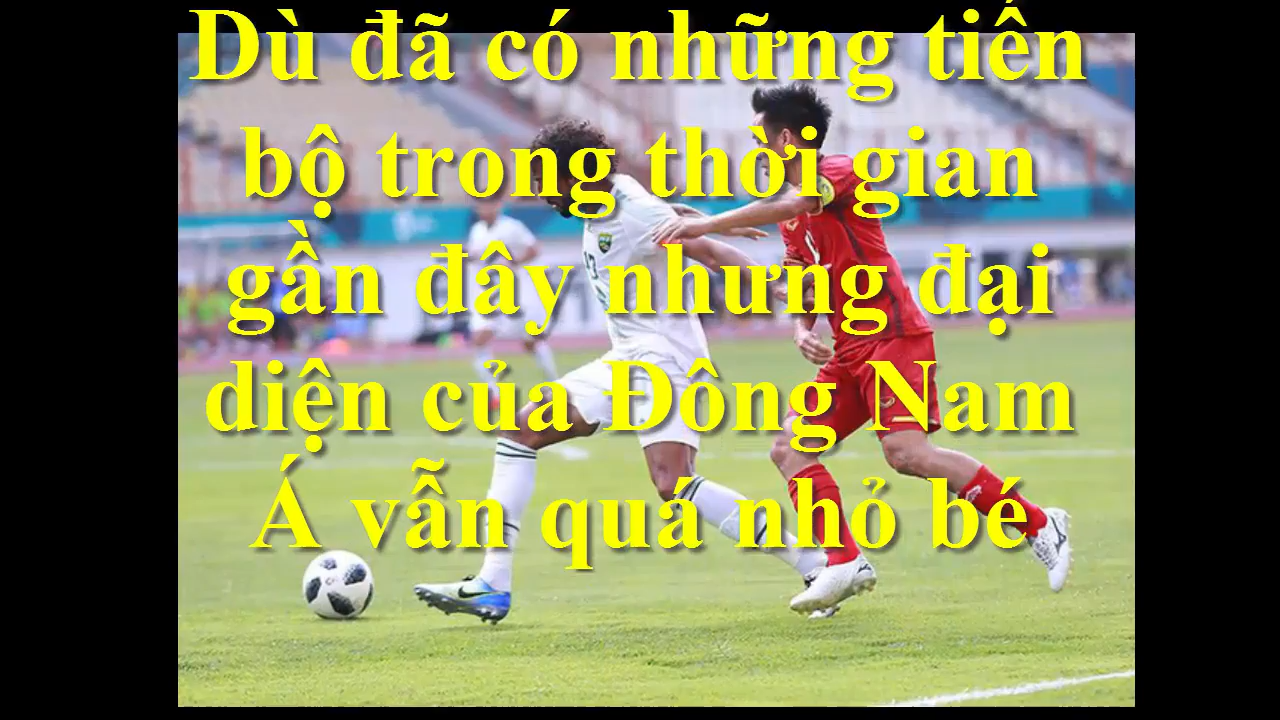 Dù đã có những tiến
bộ trong thời gian
gần đây nhưng đại
diện của Đông Nam
Á vẫn quá nhỏ bé